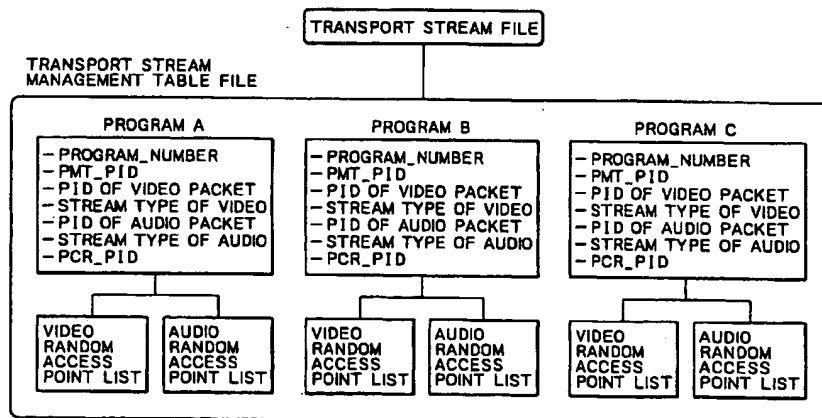 TRANSPORT STREAM FILE
TRANSPORT STREAM
MANAGEMENT TABLE FILE
PROGRAM A
- PROGRAM_NUMBER
- PMT_PID
- PID OF VIDEO PACKET
- STREAM TYPE OF VIDEO
- PID OF AUDIO PACKET
- STREAM TYPE OF AUDIO
- PCR_PID
VIDEO
RANDOM
ACCESS
POINT LIST
AUDIO
RANDOM
ACCESS
POINT LIST
PROGRAM B
- PROGRAM_NUMBER
- PMT_PID
- PID OF VIDEO PACKET
- STREAM TYPE OF VIDEO
- PID OF AUDIO PACKET
- STREAM TYPE OF AUDIO
- PCR_PID
VIDEO
RANDOM
ACCESS
POINT LIST
AUDIO
RANDOM
ACCESS
POINT LIST
PROGRAM C
- PROGRAM_NUMBER
- PMT_PID
- PID OF VIDEO PACKET
- STREAM TYPE OF VIDEO
- PID OF AUDIO PACKET
- STREAM TYPE OF AUDIO
- PCR_PID
VIDEO
RANDOM
ACCESS
POINT LIST
AUDIO
RANDOM
ACCESS
POINT LIST